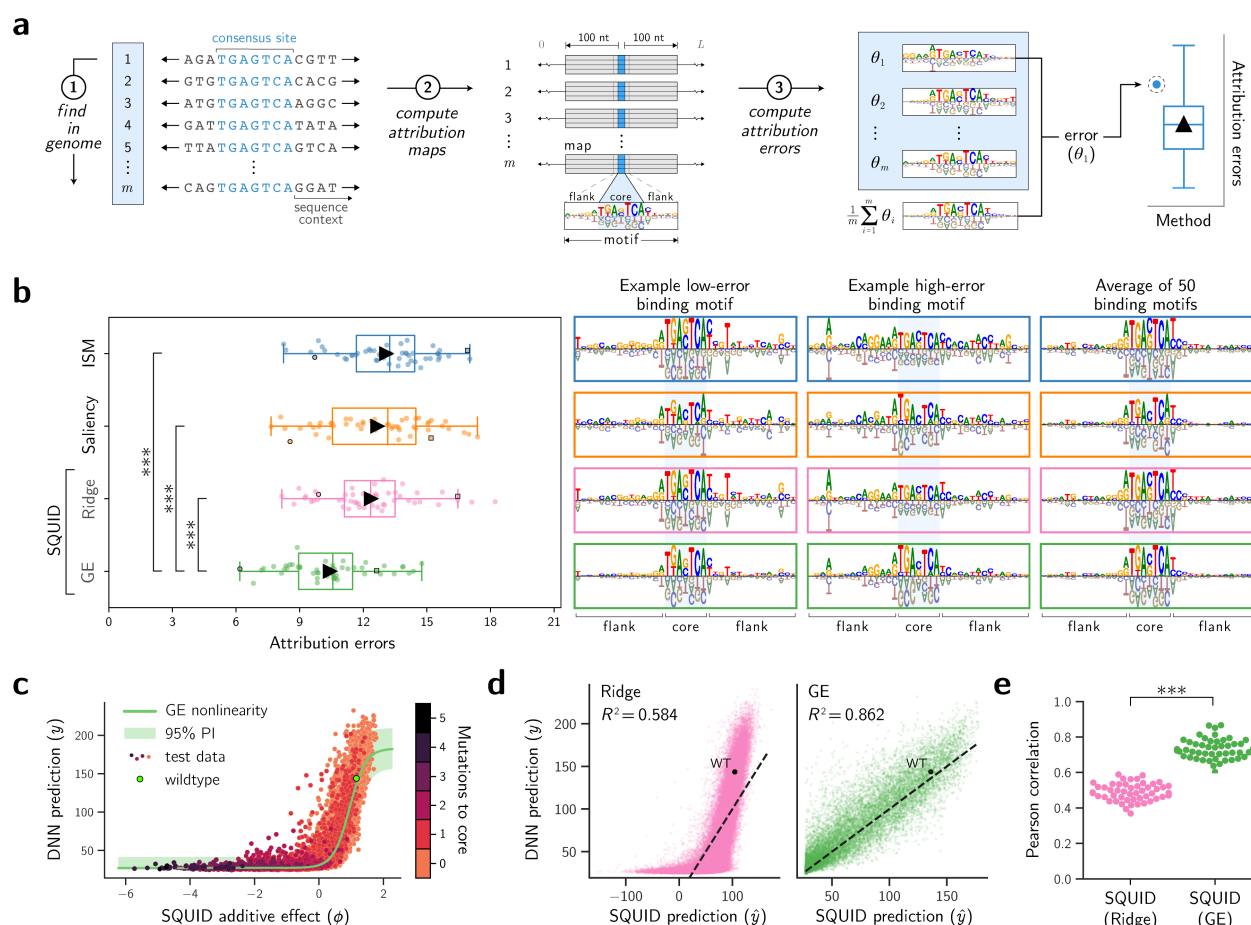 a
1
find
in
genome
1
2
3
4
5
⋮
m
consensus site
AGATGAGTCACGTT
GTGTGAGTCACACG
ATGTGAGTCAAGGC
GATTGAGTCATATA
TTATGAGTCAGTCA
⋮
CAGTGAGTCAGGAT
sequence
context
2
compute
attribution
maps
0
100 nt
100 nt
L
1
2
3
⋮
m
map
flank
core
flank
motif
3
compute
attribution
errors
θ1
θ2
⋮
θm
1/m Σ i=1 m θi
error
(θ1)
Attribution errors
Method
b
Example low-error
binding motif
Example high-error
binding motif
Average of 50
binding motifs
ISM
Saliency
SQUID
Ridge
GE
***
***
***
0 3 6 9 12 15 18 21
Attribution errors
flank core flank
flank core flank
flank core flank
c
DNN prediction (y)
200
150
100
50
GE nonlinearity
95% PI
test data
wildtype
−6 −4 −2 0 2
SQUID additive effect (ϕ)
5
4
3
2
1
0
Mutations to core
d
DNN prediction (y)
200
150
100
50
Ridge
R² = 0.584
WT
−100 0 100
SQUID prediction (ŷ)
GE
R² = 0.862
WT
50 100 150
SQUID prediction (ŷ)
e
Pearson correlation
1.0
0.8
0.6
0.4
0.2
0.0
***
SQUID
(Ridge)
SQUID
(GE)